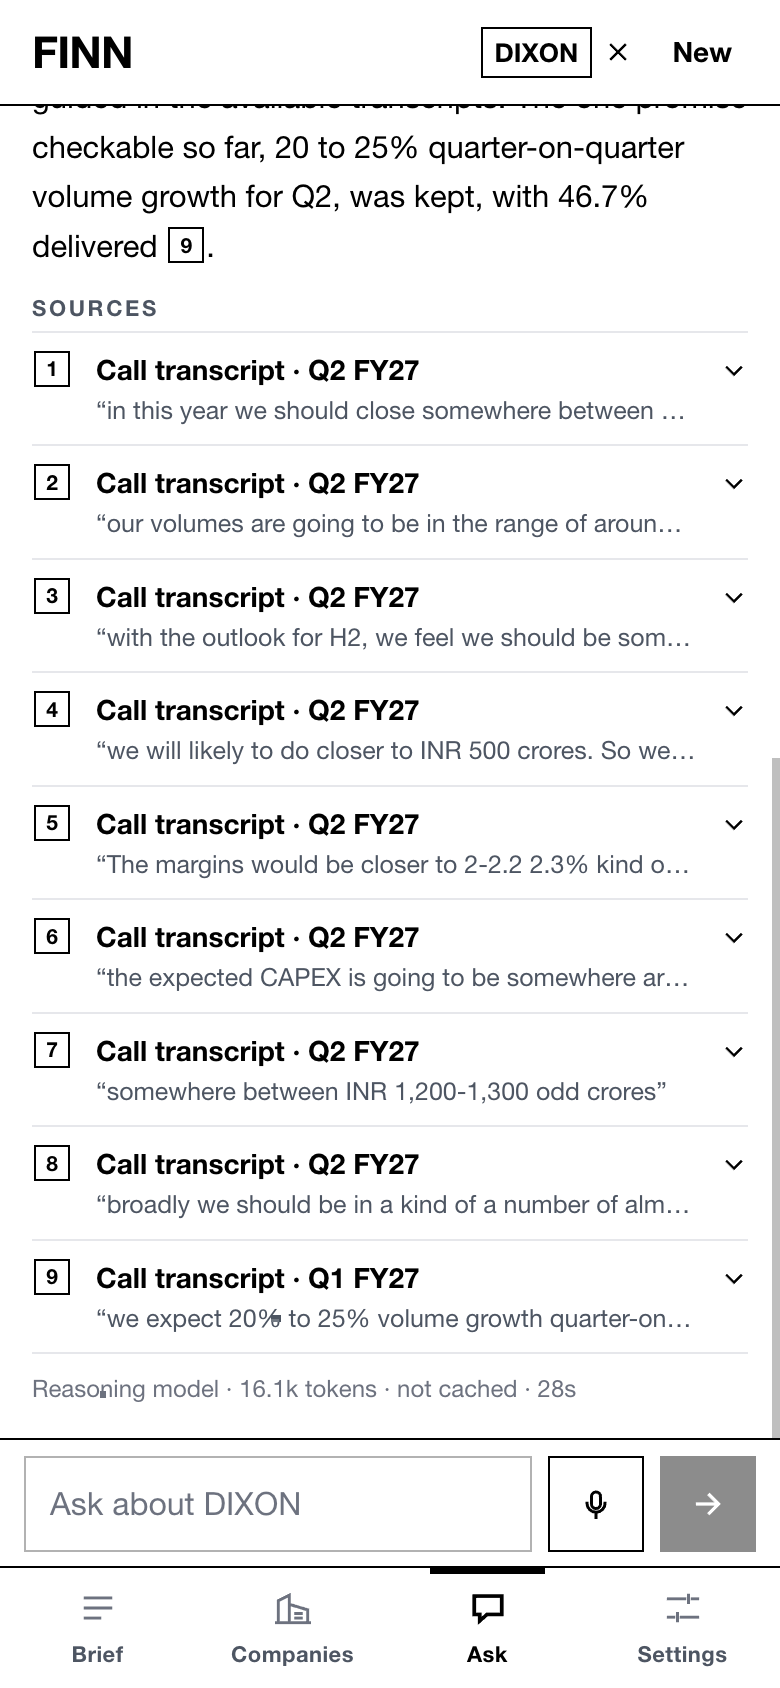 FINN
DIXON × New
guided in the available transcripts. The one promise
checkable so far, 20 to 25% quarter-on-quarter
volume growth for Q2, was kept, with 46.7%
delivered 9.
SOURCES
1 Call transcript · Q2 FY27
“in this year we should close somewhere between …
2 Call transcript · Q2 FY27
“our volumes are going to be in the range of aroun…
3 Call transcript · Q2 FY27
“with the outlook for H2, we feel we should be som…
4 Call transcript · Q2 FY27
“we will likely to do closer to INR 500 crores. So we…
5 Call transcript · Q2 FY27
“The margins would be closer to 2-2.2 2.3% kind o…
6 Call transcript · Q2 FY27
“the expected CAPEX is going to be somewhere ar…
7 Call transcript · Q2 FY27
“somewhere between INR 1,200-1,300 odd crores”
8 Call transcript · Q2 FY27
“broadly we should be in a kind of a number of alm…
9 Call transcript · Q1 FY27
“we expect 20% to 25% volume growth quarter-on…
Reasoning model · 16.1k tokens · not cached · 28s
Ask about DIXON
Brief
Companies
Ask
Settings